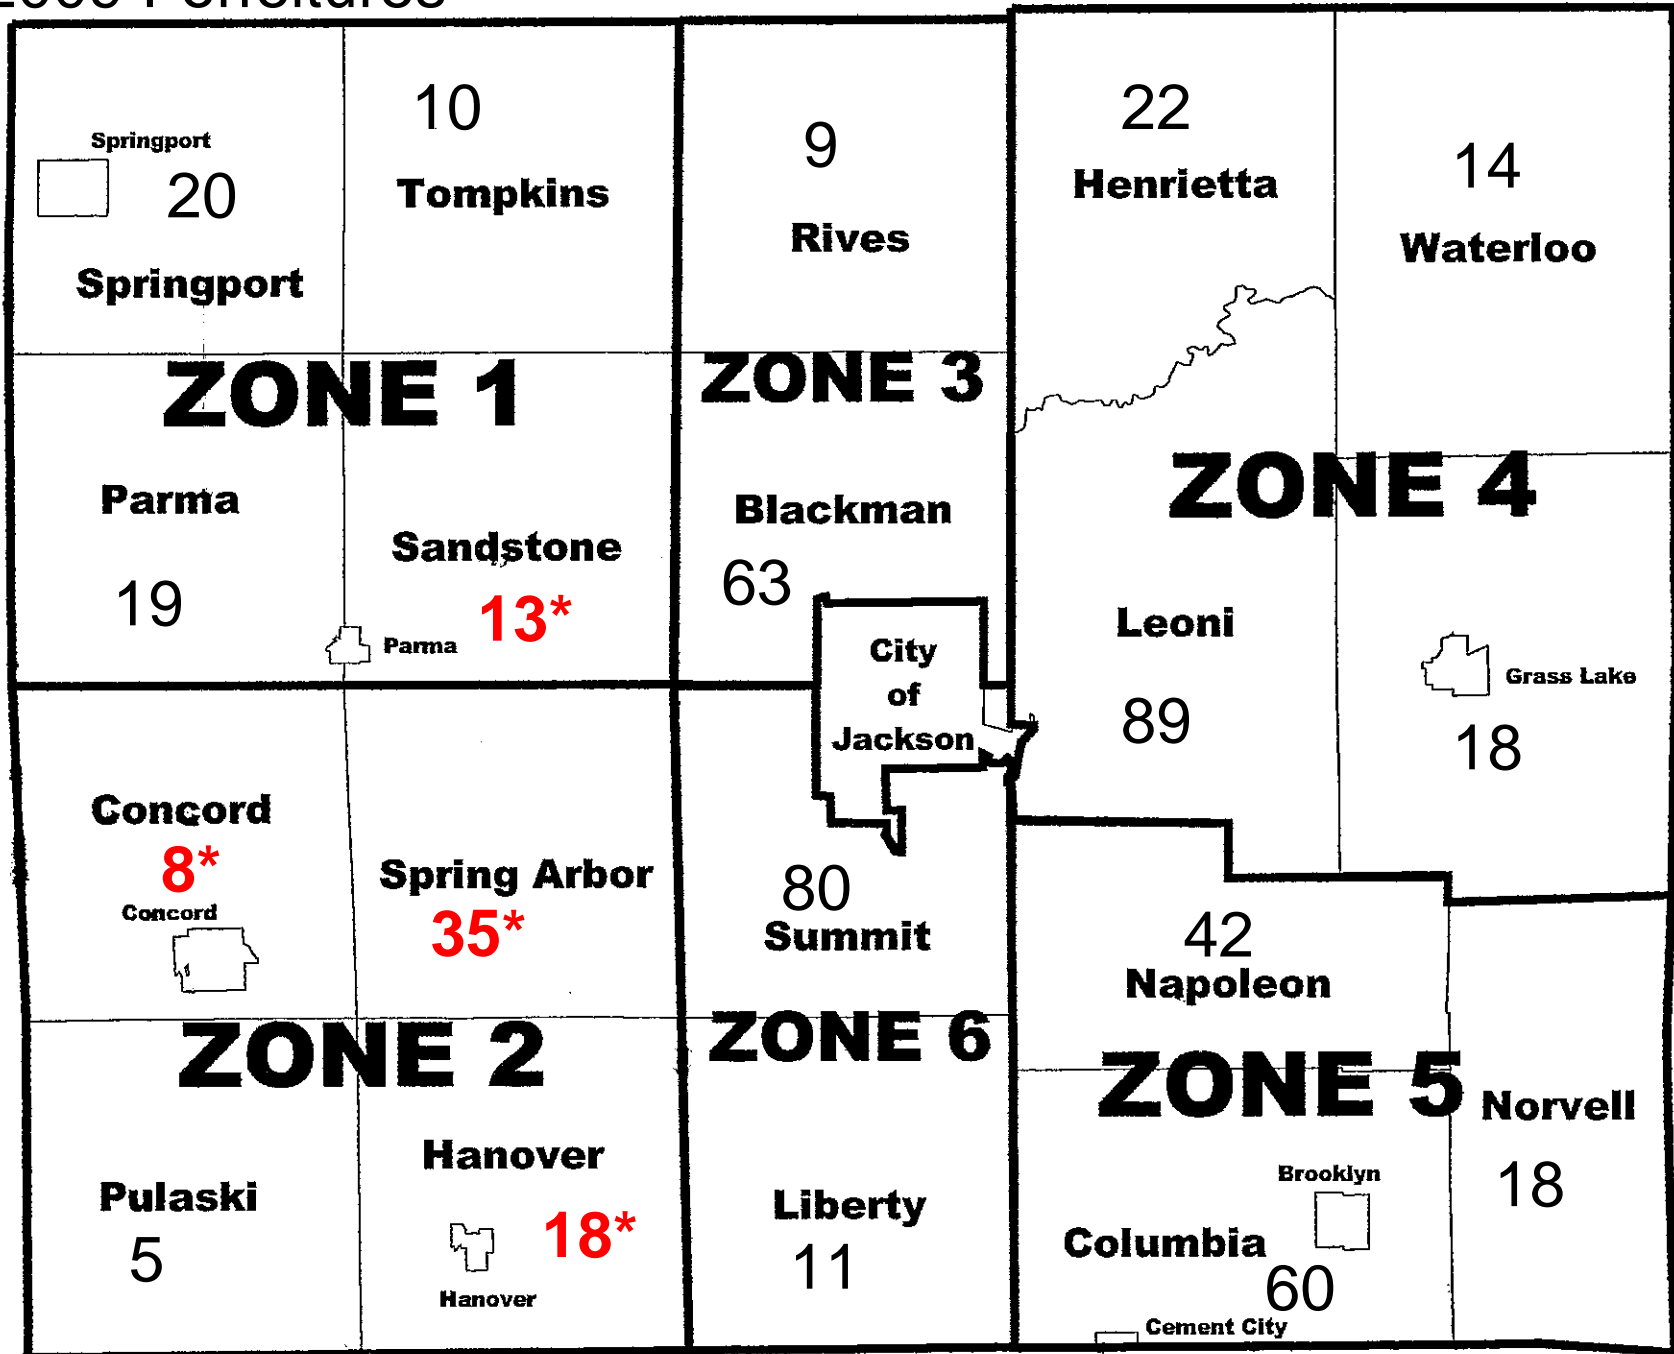 Springport
20
Springport
10
Tompkins
9
Rives
22
Henrietta
14
Waterloo
ZONE 1
ZONE 3
ZONE 4
Parma
19
Sandstone
13*
Parma
Blackman
63
City
of
Jackson
Leoni
89
Grass Lake
18
Concord
8*
Concord
Spring Arbor
35*
80
Summit
42
Napoleon
ZONE 2
ZONE 6
ZONE 5
Norvell
18
Pulaski
5
Hanover
18*
Hanover
Liberty
11
Brooklyn
Columbia
60
Cement City